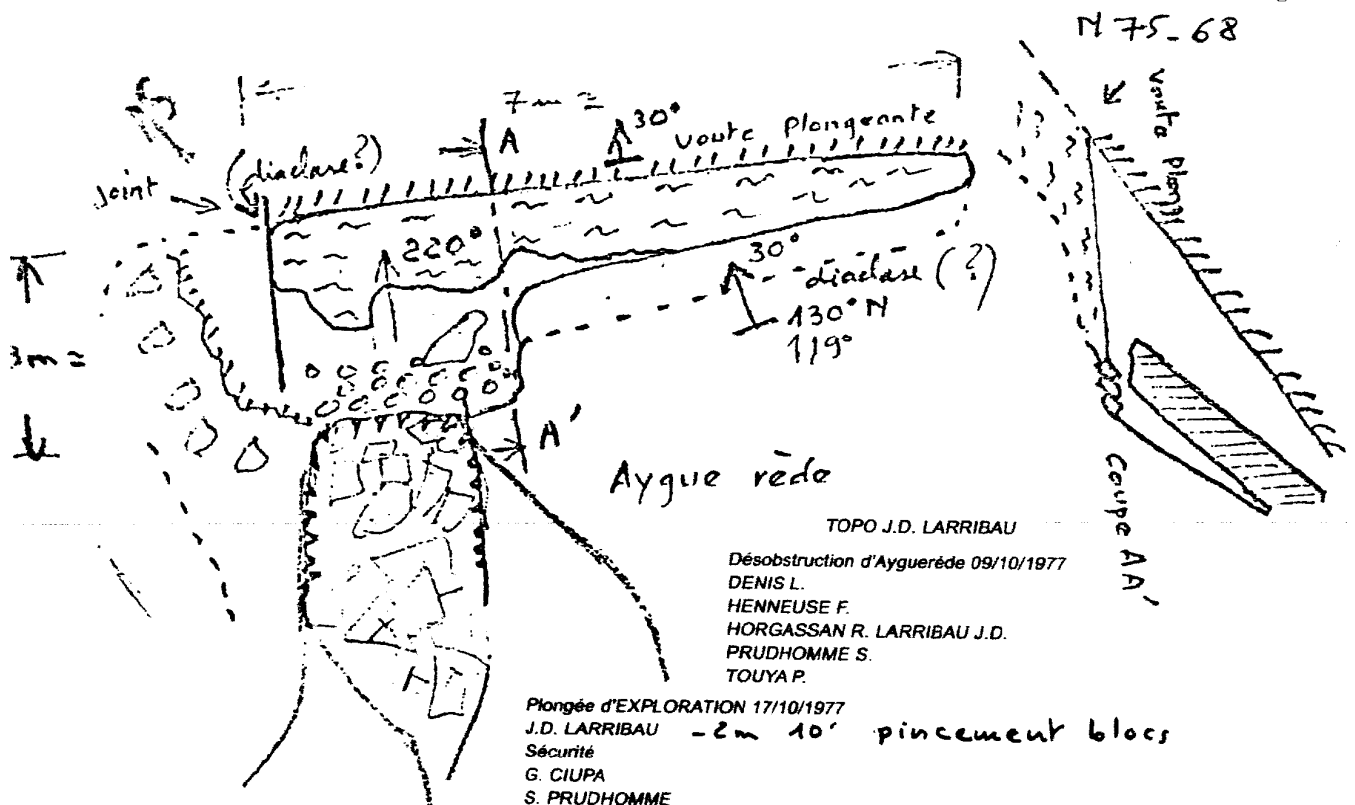 N 75-68
7m ≈
30°
A
voute plongeante
voute plong
(diaclase?)
Joint
220°
30°
diaclase (?)
130° N
119°
3m ≈
A'
Aygue rède
Coupe AA'
TOPO J.D. LARRIBAU
Désobstruction d'Ayguerède 09/10/1977
DENIS L.
HENNEUSE F.
HORGASSAN R. LARRIBAU J.D.
PRUDHOMME S.
TOUYA P.
Plongée d'EXPLORATION 17/10/1977
J.D. LARRIBAU -2m 10' pincement blocs
Sécurité
G. CIUPA
S. PRUDHOMME